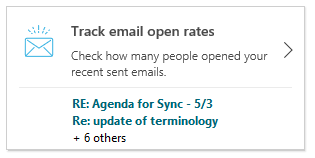 Track email open rates
Check how many people opened your
recent sent emails.
RE: Agenda for Sync - 5/3
Re: update of terminology
+ 6 others